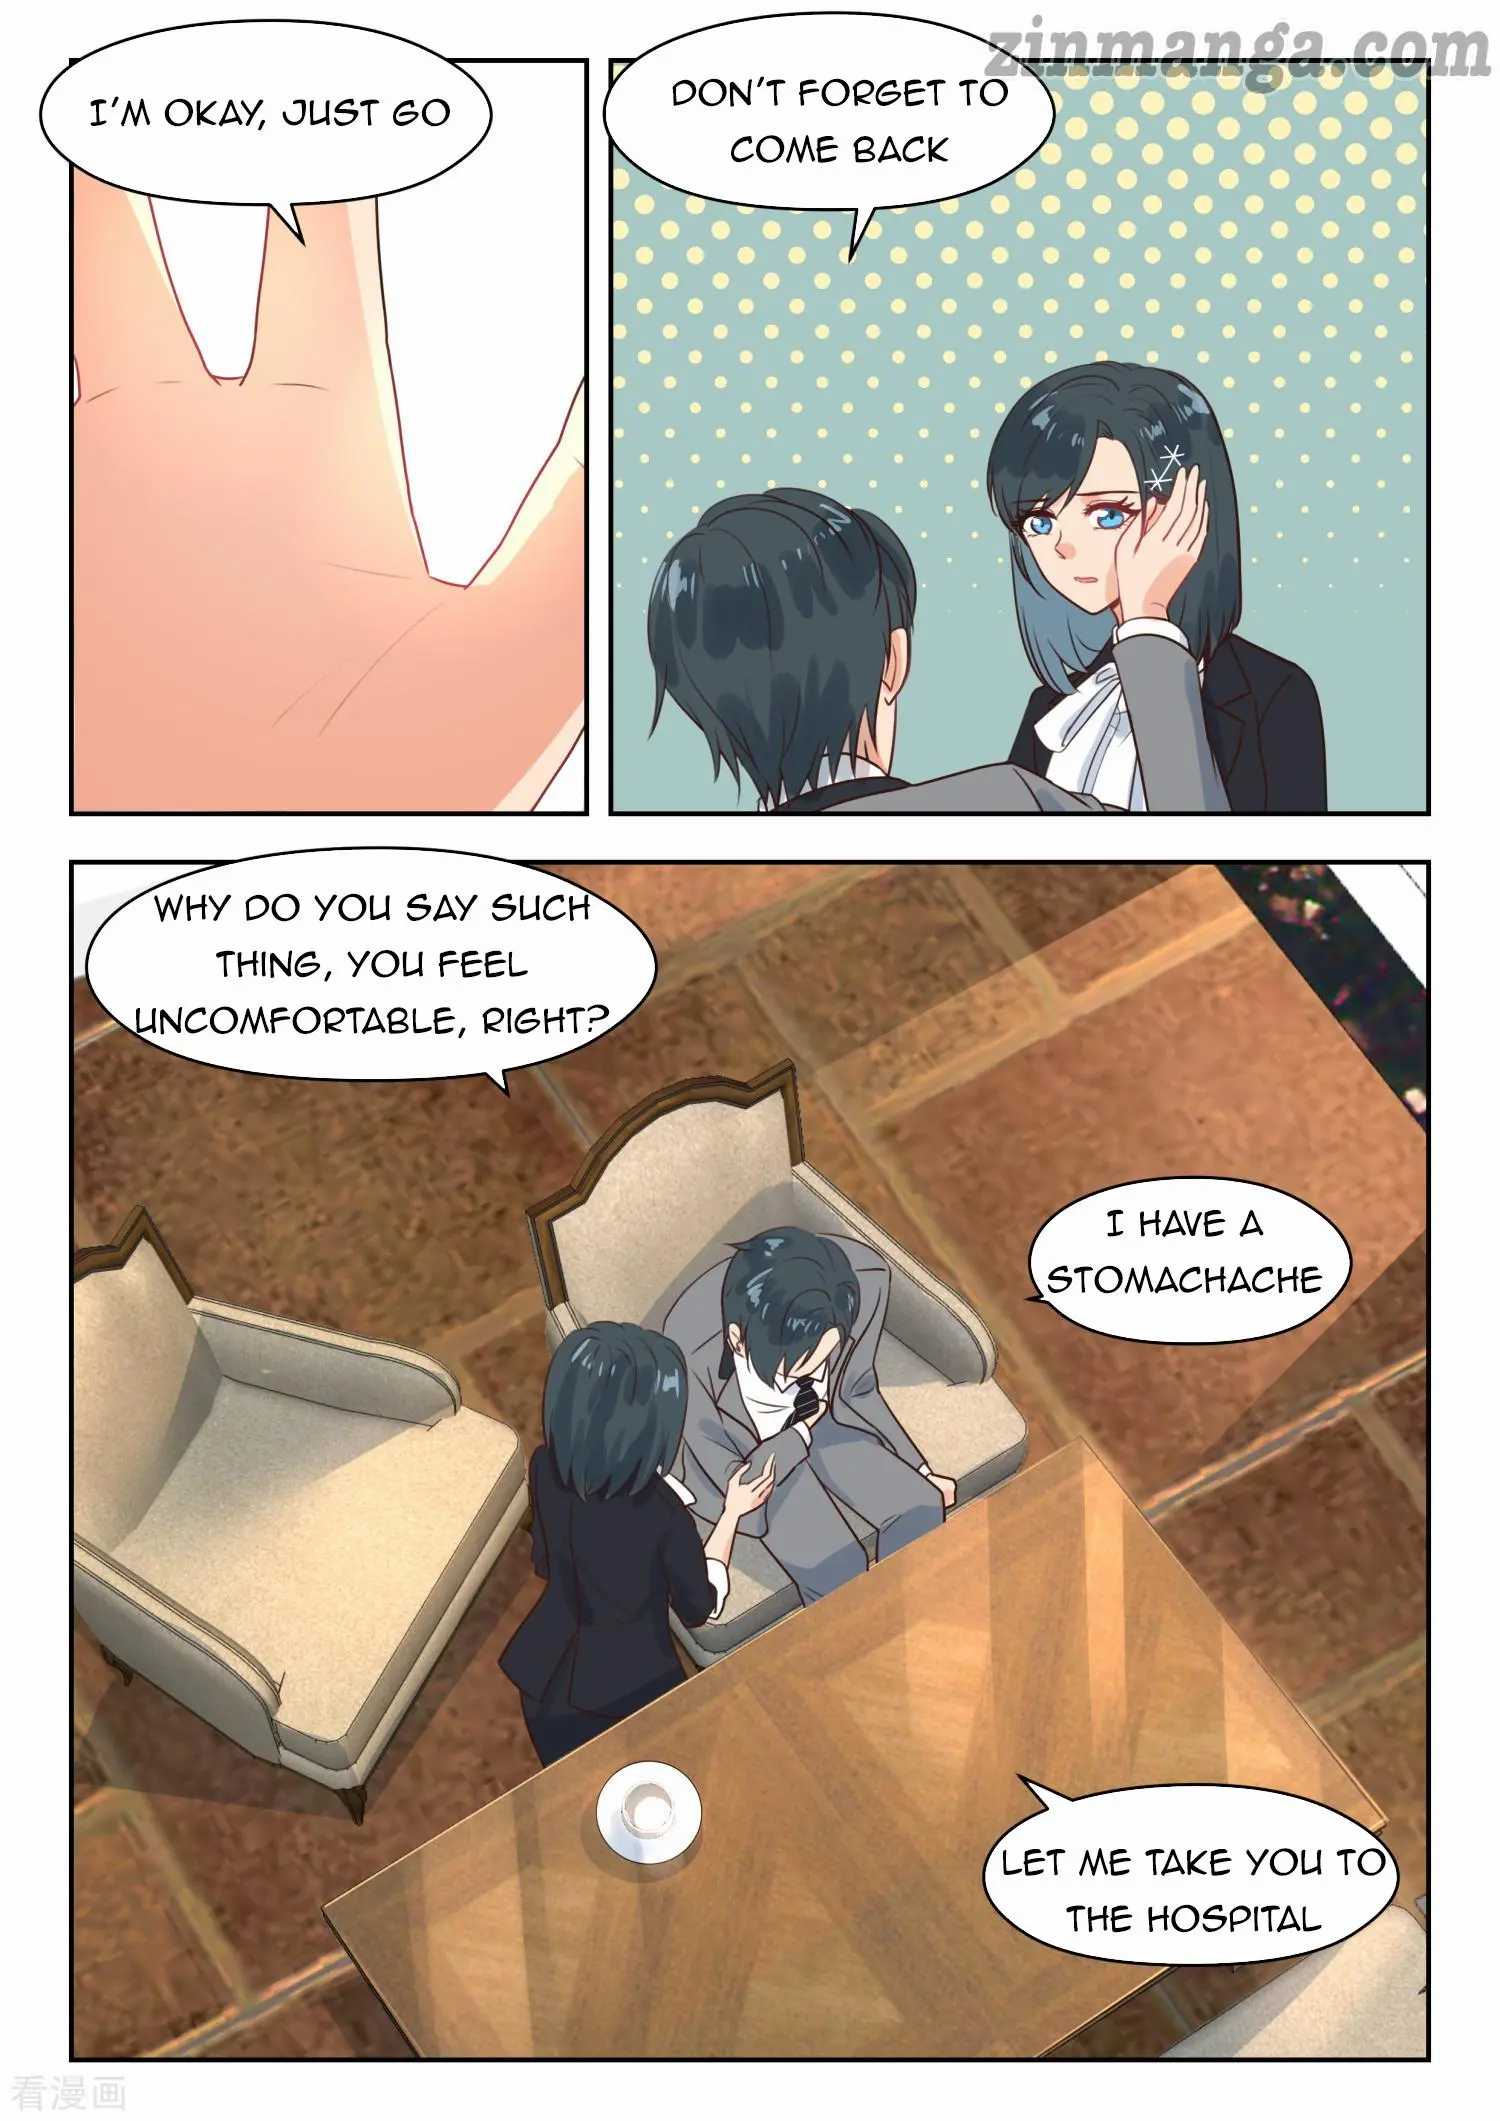 zinmanga.com
I'M OKAY, JUST GO
DON'T FORGET TO
COME BACK
WHY DO YOU SAY SUCH
THING, YOU FEEL
UNCOMFORTABLE, RIGHT?
I HAVE A
STOMACHACHE
LET ME TAKE YOU TO
THE HOSPITAL
看漫画